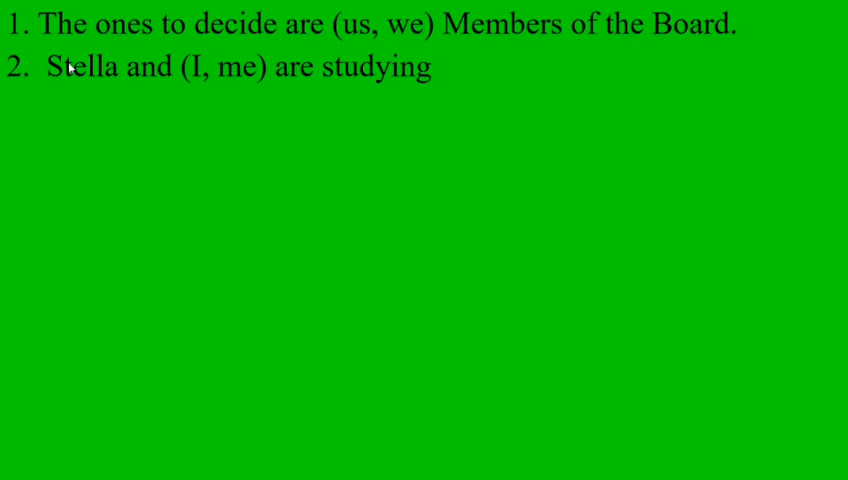 1. The ones to decide are (us, we) Members of the Board.
2. Stella and (I, me) are studying